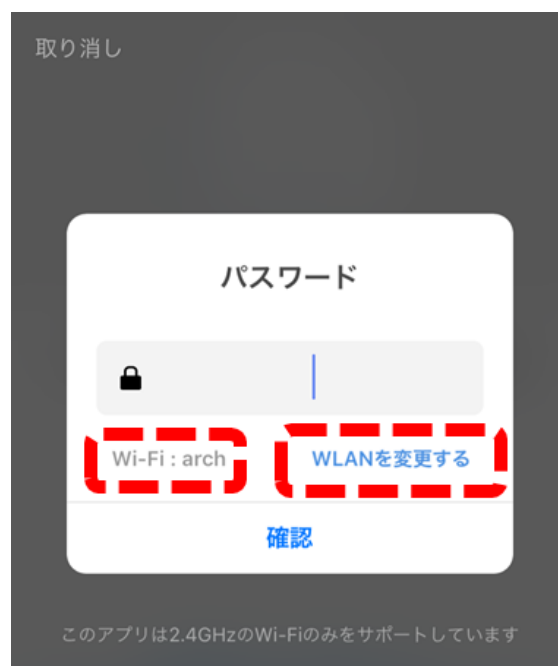 取り消し
パスワード
Wi-Fi : arch
WLANを変更する
確認
このアプリは2.4GHzのWi-Fiのみをサポートしています